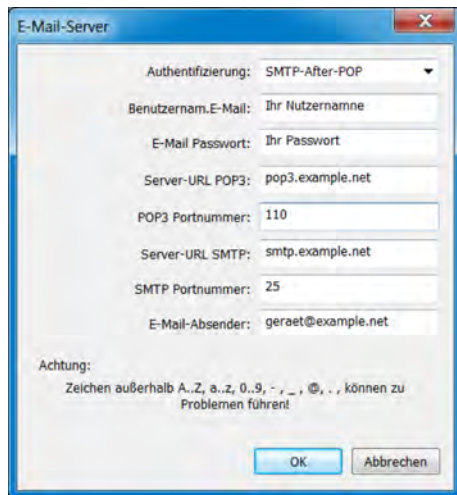 E-Mail-Server
Authentifizierung: SMTP-After-POP
Benutzernam.E-Mail: Ihr Nutzernamne
E-Mail Passwort: Ihr Passwort
Server-URL POP3: pop3.example.net
POP3 Portnummer: 110
Server-URL SMTP: smtp.example.net
SMTP Portnummer: 25
E-Mail-Absender: geraet@example.net
Achtung:
Zeichen außerhalb A..Z, a..z, 0..9, - , _ , @, . , können zu
Problemen führen!
OK Abbrechen